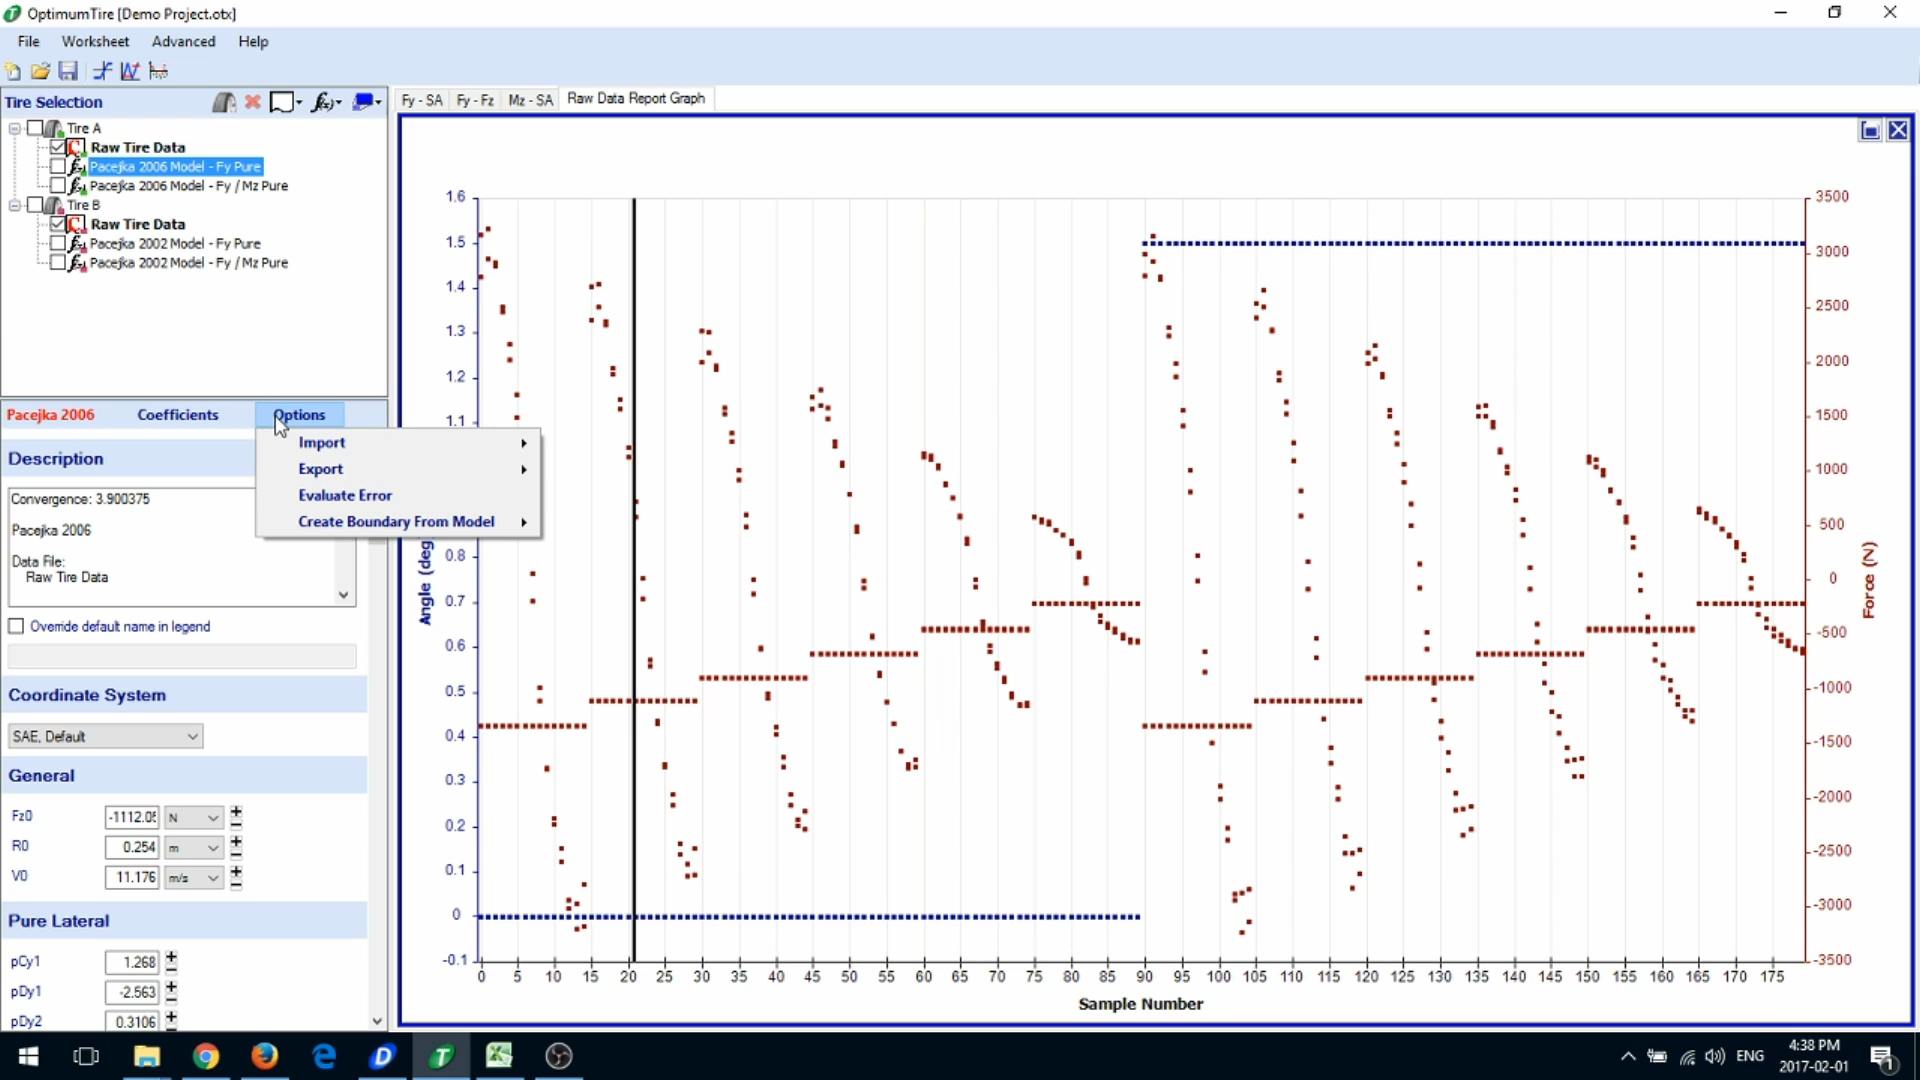 OptimumTire [Demo Project.otx]
File Worksheet Advanced Help
Tire Selection
Tire A
Raw Tire Data
Pacejka 2006 Model - Fy Pure
Pacejka 2006 Model - Fy / Mz Pure
Tire B
Raw Tire Data
Pacejka 2002 Model - Fy Pure
Pacejka 2002 Model - Fy / Mz Pure
Pacejka 2006 Coefficients Options
Import
Export
Evaluate Error
Create Boundary From Model
Description
Convergence: 3.900375
Pacejka 2006
Data File:
Raw Tire Data
Override default name in legend
Coordinate System
SAE, Default
General
Fz0 -1112.05 N
R0 0.254 m
V0 11.176 m/s
Pure Lateral
pCy1 1.268
pDy1 -2.563
pDy2 0.3106
Fy - SA Fy - Fz Mz - SA Raw Data Report Graph
1.6
1.5
1.4
1.3
1.2
1.1
0.8
0.7
0.6
0.5
0.4
0.3
0.2
0.1
0
-0.1
Angle (deg
0 5 10 15 20 25 30 35 40 45 50 55 60 65 70 75 80 85 90 95 100 105 110 115 120 125 130 135 140 145 150 155 160 165 170 175
Sample Number
3500
3000
2500
2000
1500
1000
500
0
-500
-1000
-1500
-2000
-2500
-3000
-3500
Force (N)
ENG
4:38 PM
2017-02-01
1